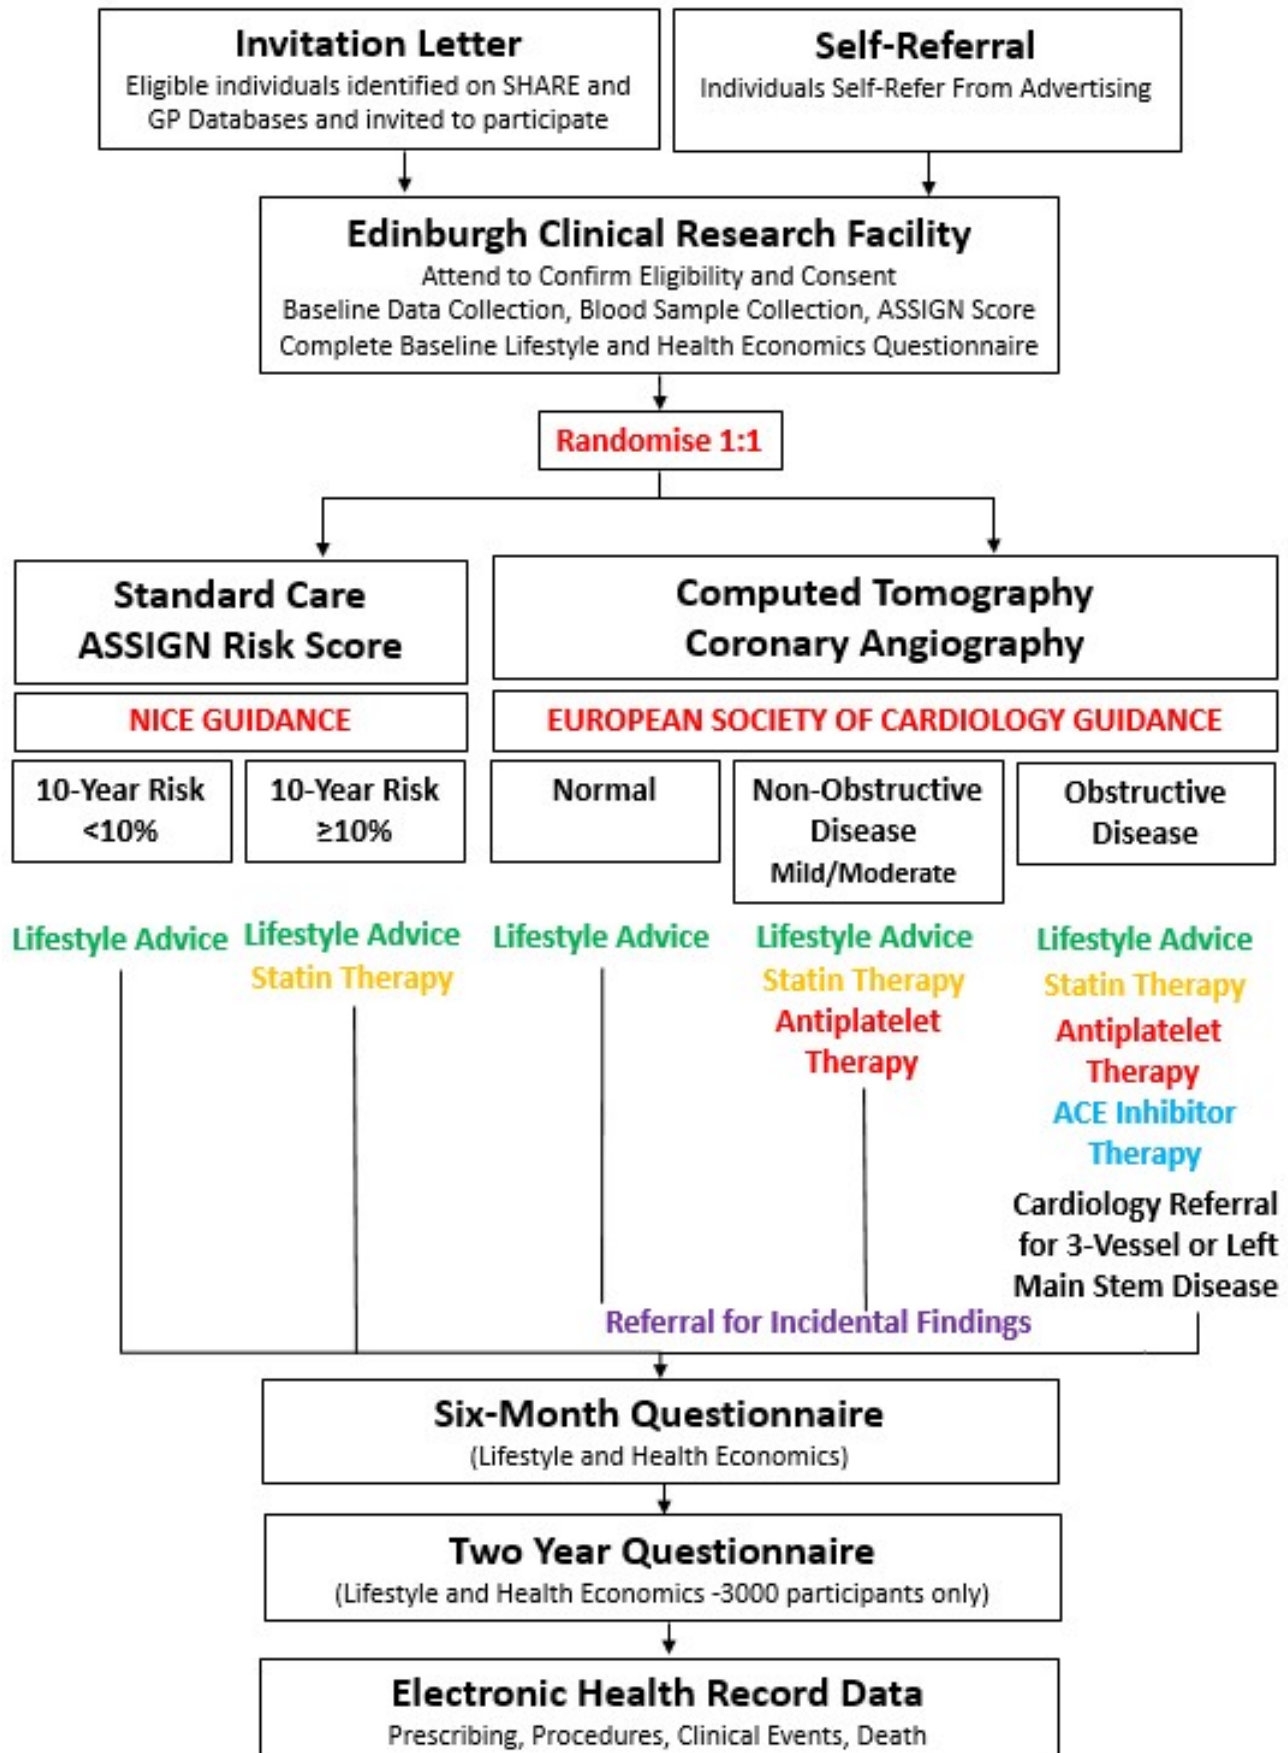 Invitation Letter
Eligible individuals identified on SHARE and
GP Databases and invited to participate
Self-Referral
Individuals Self-Refer From Advertising
Edinburgh Clinical Research Facility
Attend to Confirm Eligibility and Consent
Baseline Data Collection, Blood Sample Collection, ASSIGN Score
Complete Baseline Lifestyle and Health Economics Questionnaire
Randomise 1:1
Standard Care
ASSIGN Risk Score
Computed Tomography
Coronary Angiography
NICE GUIDANCE
EUROPEAN SOCIETY OF CARDIOLOGY GUIDANCE
10-Year Risk
<10%
10-Year Risk
≥10%
Normal
Non-Obstructive
Disease
Mild/Moderate
Obstructive
Disease
Lifestyle Advice
Lifestyle Advice
Statin Therapy
Lifestyle Advice
Lifestyle Advice
Statin Therapy
Antiplatelet
Therapy
Lifestyle Advice
Statin Therapy
Antiplatelet
Therapy
ACE Inhibitor
Therapy
Cardiology Referral
for 3-Vessel or Left
Main Stem Disease
Referral for Incidental Findings
Six-Month Questionnaire
(Lifestyle and Health Economics)
Two Year Questionnaire
(Lifestyle and Health Economics -3000 participants only)
Electronic Health Record Data
Prescribing, Procedures, Clinical Events, Death